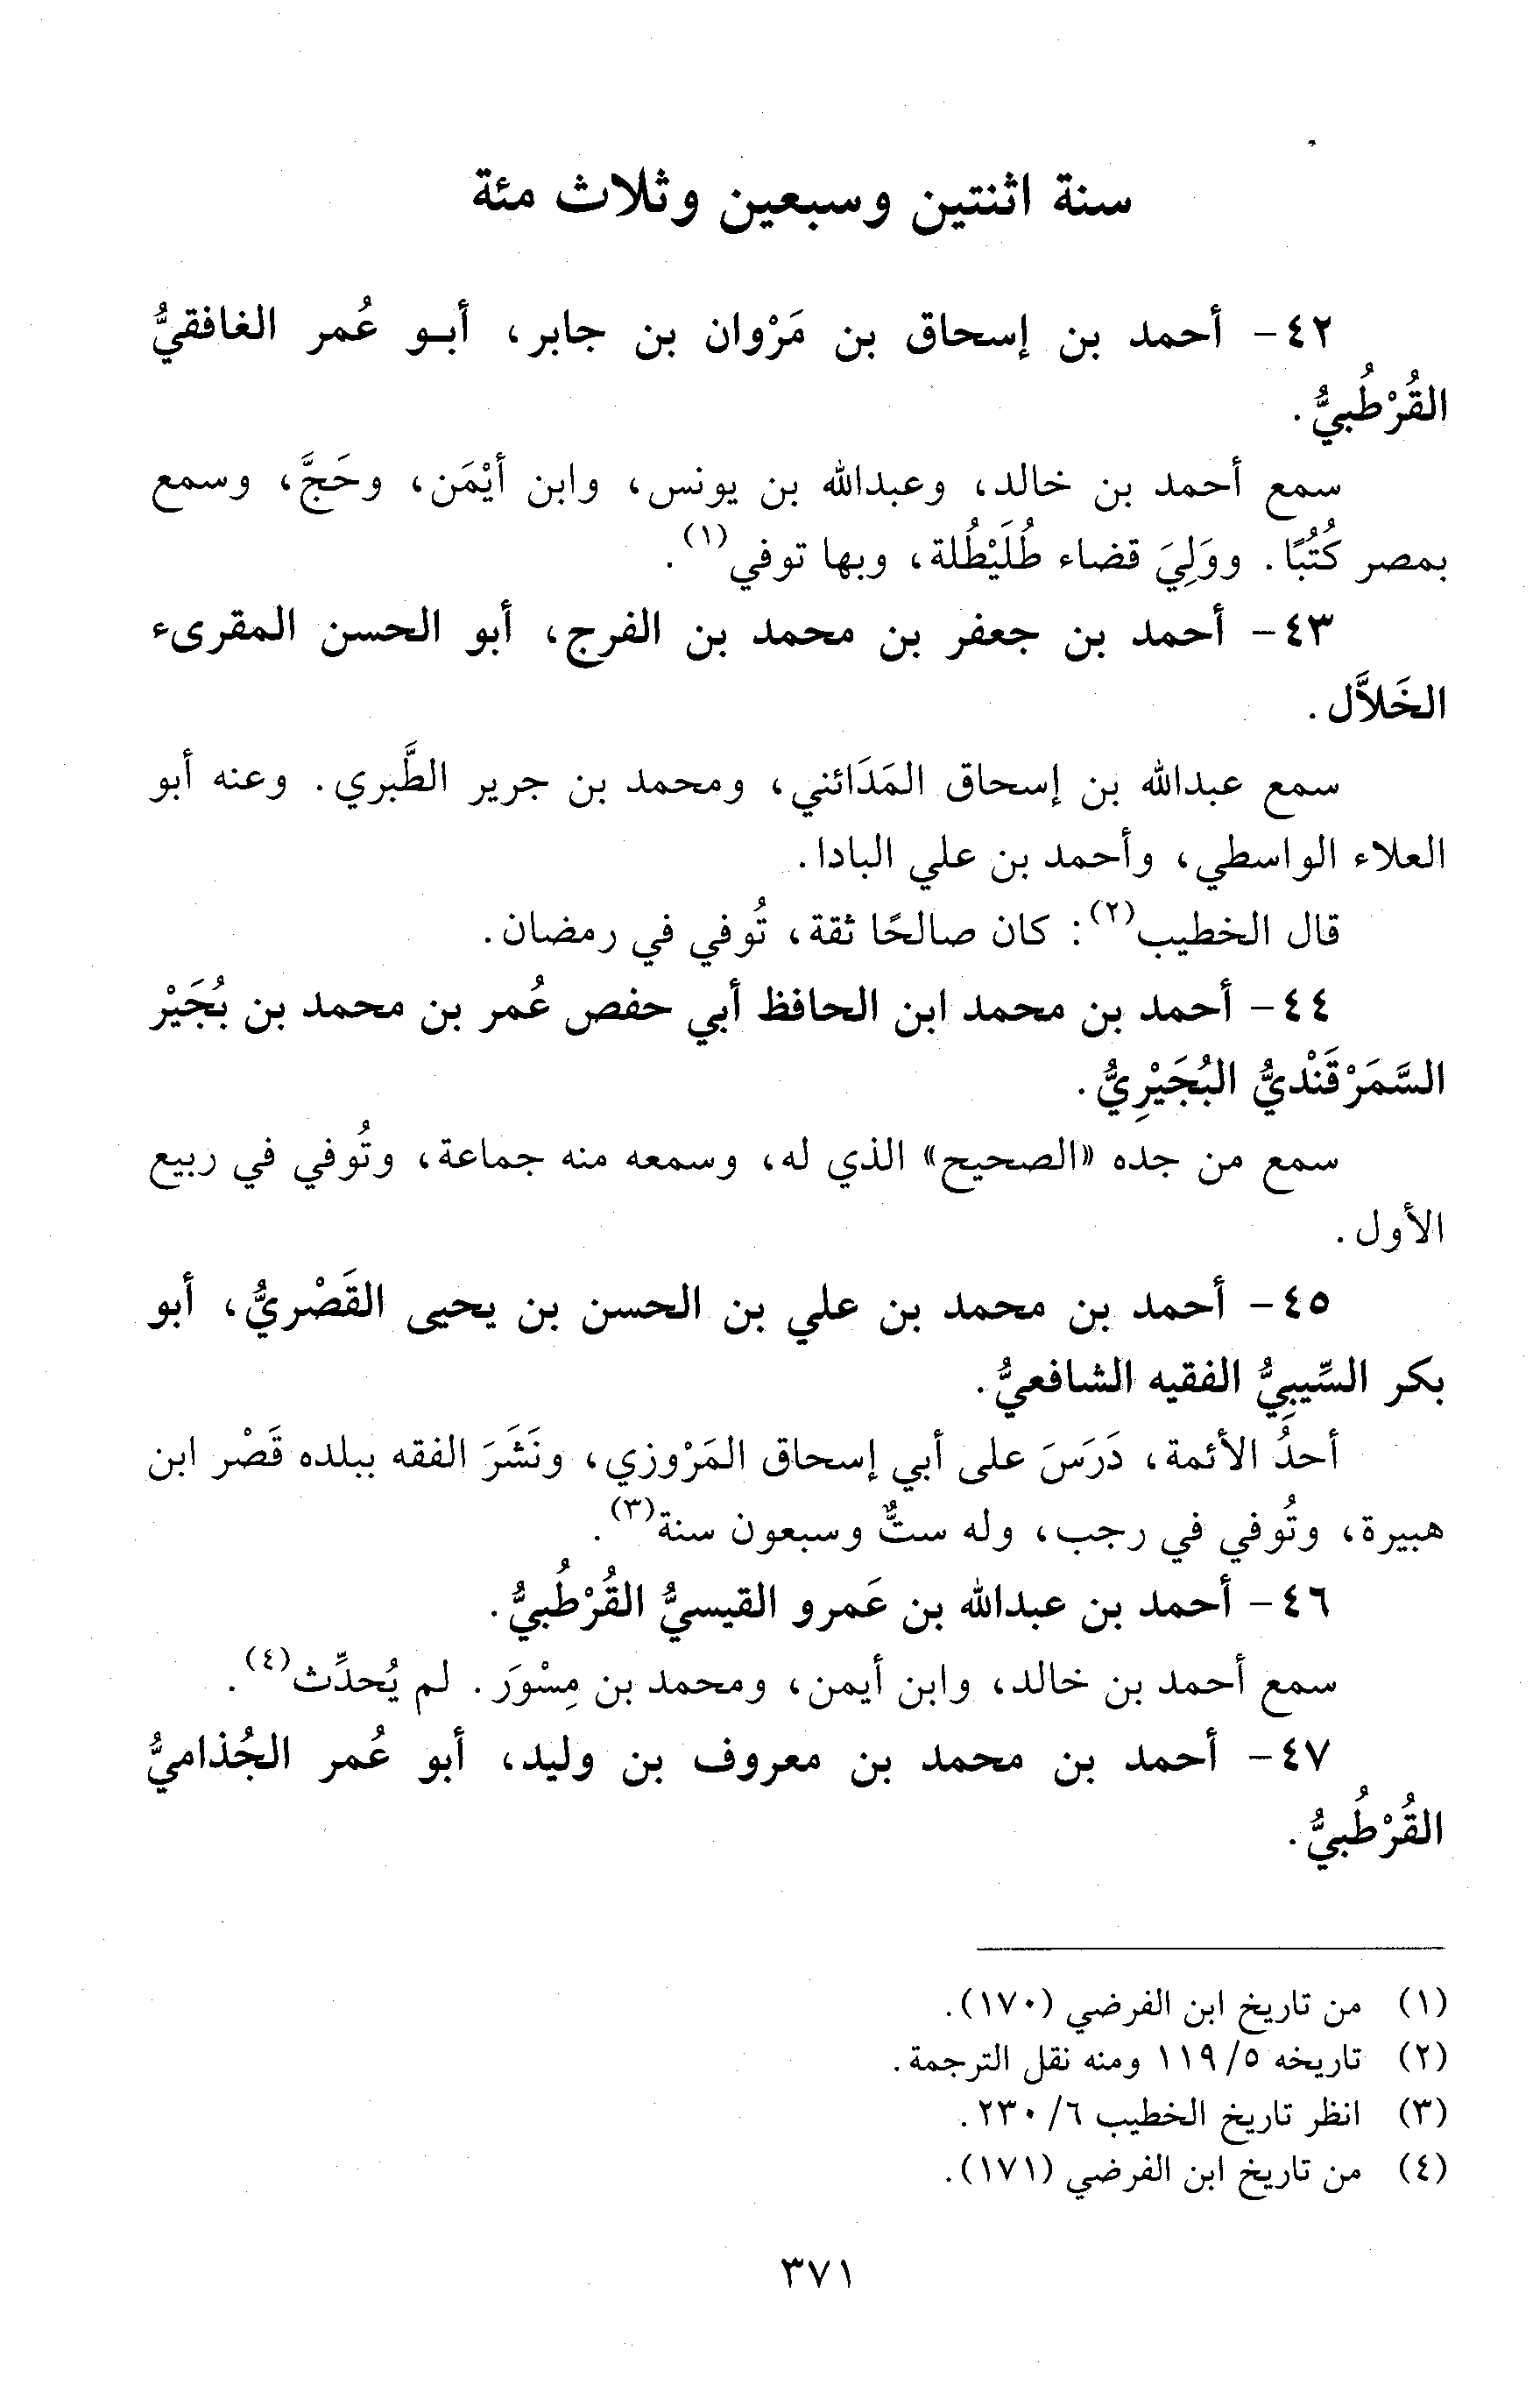 سنة اثنتين وسبعين وثلاث مئة
٤٢- أحمد بن إسحاق بن مَرْوان بن جابر، أبو عُمر الغافقيُّ
القُرْطُبيُّ.
سمع أحمد بن خالد، وعبدالله بن يونس، وابن أيْمَن، وحَجَّ، وسمع
بمصر كُتُبًا. ووَلِيَ قضاء طُلَيْطُلة، وبها توفي(١).
٤٣- أحمد بن جعفر بن محمد بن الفرج، أبو الحسن المقرىء
الخَلاَّل.
سمع عبدالله بن إسحاق المَدَائني، ومحمد بن جرير الطَّبري. وعنه أبو
العلاء الواسطي، وأحمد بن علي البادا.
قال الخطيب(٢): كان صالحًا ثقة، تُوفي في رمضان.
٤٤- أحمد بن محمد ابن الحافظ أبي حفص عُمر بن محمد بن بُجَيْر
السَّمَرْقَنْديُّ البُجَيْرِيُّ.
سمع من جده «الصحيح» الذي له، وسمعه منه جماعة، وتُوفي في ربيع
الأول.
٤٥- أحمد بن محمد بن علي بن الحسن بن يحيى القَصْريُّ، أبو
بكر السِّيبِيُّ الفقيه الشافعيُّ.
أحدُ الأئمة، دَرَسَ على أبي إسحاق المَرْوزي، ونَشَرَ الفقه ببلده قَصْر ابن
هبيرة، وتُوفي في رجب، وله ستٌّ وسبعون سنة(٣).
٤٦- أحمد بن عبدالله بن عَمرو القيسيُّ القُرْطُبيُّ.
سمع أحمد بن خالد، وابن أيمن، ومحمد بن مِسْوَر. لم يُحدِّث(٤).
٤٧- أحمد بن محمد بن معروف بن وليد، أبو عُمر الجُذاميُّ
القُرْطُبيُّ.
(١) من تاريخ ابن الفرضي (١٧٠).
(٢) تاريخه ٥/ ١١٩ ومنه نقل الترجمة.
(٣) انظر تاريخ الخطيب ٦/ ٢٣٠.
(٤) من تاريخ ابن الفرضي (١٧١).
٣٧١